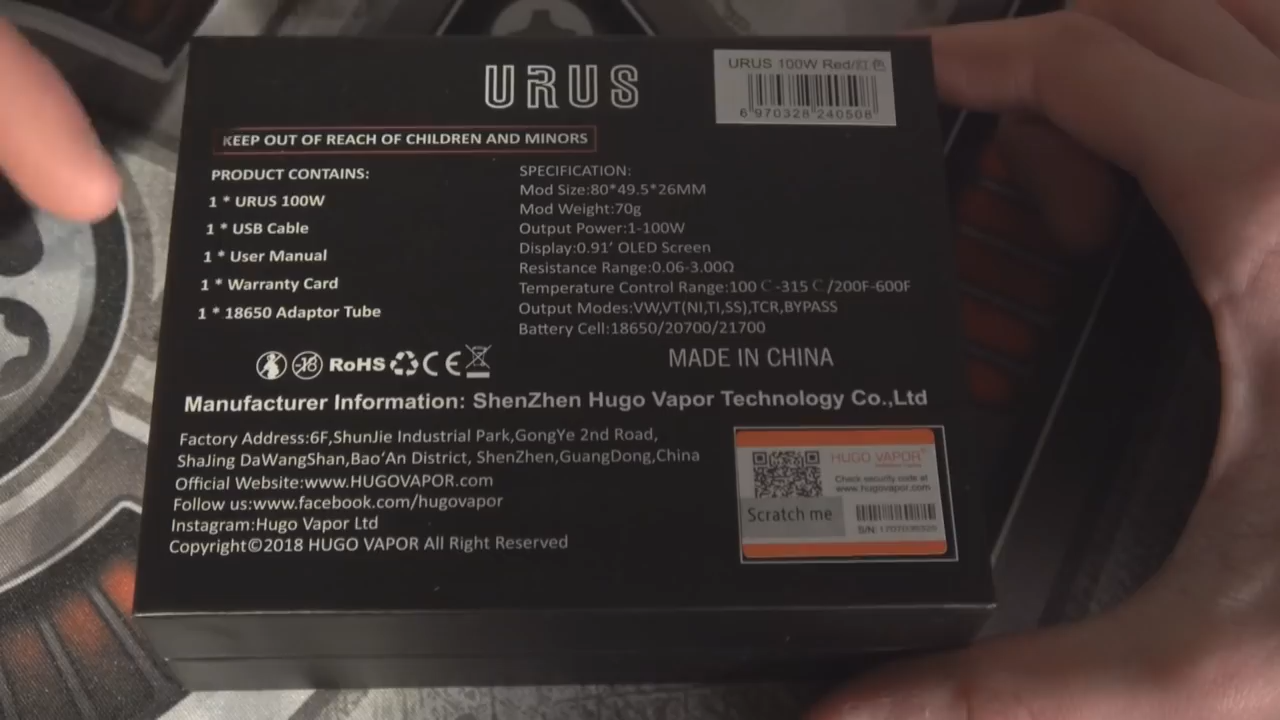 URUS
URUS 100W Red/红色
6 970328 240508
KEEP OUT OF REACH OF CHILDREN AND MINORS
PRODUCT CONTAINS:
1 * URUS 100W
1 * USB Cable
1 * User Manual
1 * Warranty Card
1 * 18650 Adaptor Tube
SPECIFICATION:
Mod Size:80*49.5*26MM
Mod Weight:70g
Output Power:1-100W
Display:0.91’ OLED Screen
Resistance Range:0.06-3.00Ω
Temperature Control Range:100 C -315 C /200F-600F
Output Modes:VW,VT(NI,TI,SS),TCR,BYPASS
Battery Cell:18650/20700/21700
-18 RoHS CE
MADE IN CHINA
Manufacturer Information: ShenZhen Hugo Vapor Technology Co.,Ltd
Factory Address:6F,ShunJie Industrial Park,GongYe 2nd Road,
ShaJing DaWangShan,Bao‘An District, ShenZhen,GuangDong,China
Official Website:www.HUGOVAPOR.com
Follow us:www.facebook.com/hugovapor
Instagram:Hugo Vapor Ltd
Copyright©2018 HUGO VAPOR All Right Reserved
HUGO VAPOR
Check security code at
www.hugovapor.com
Scratch me
S/N: